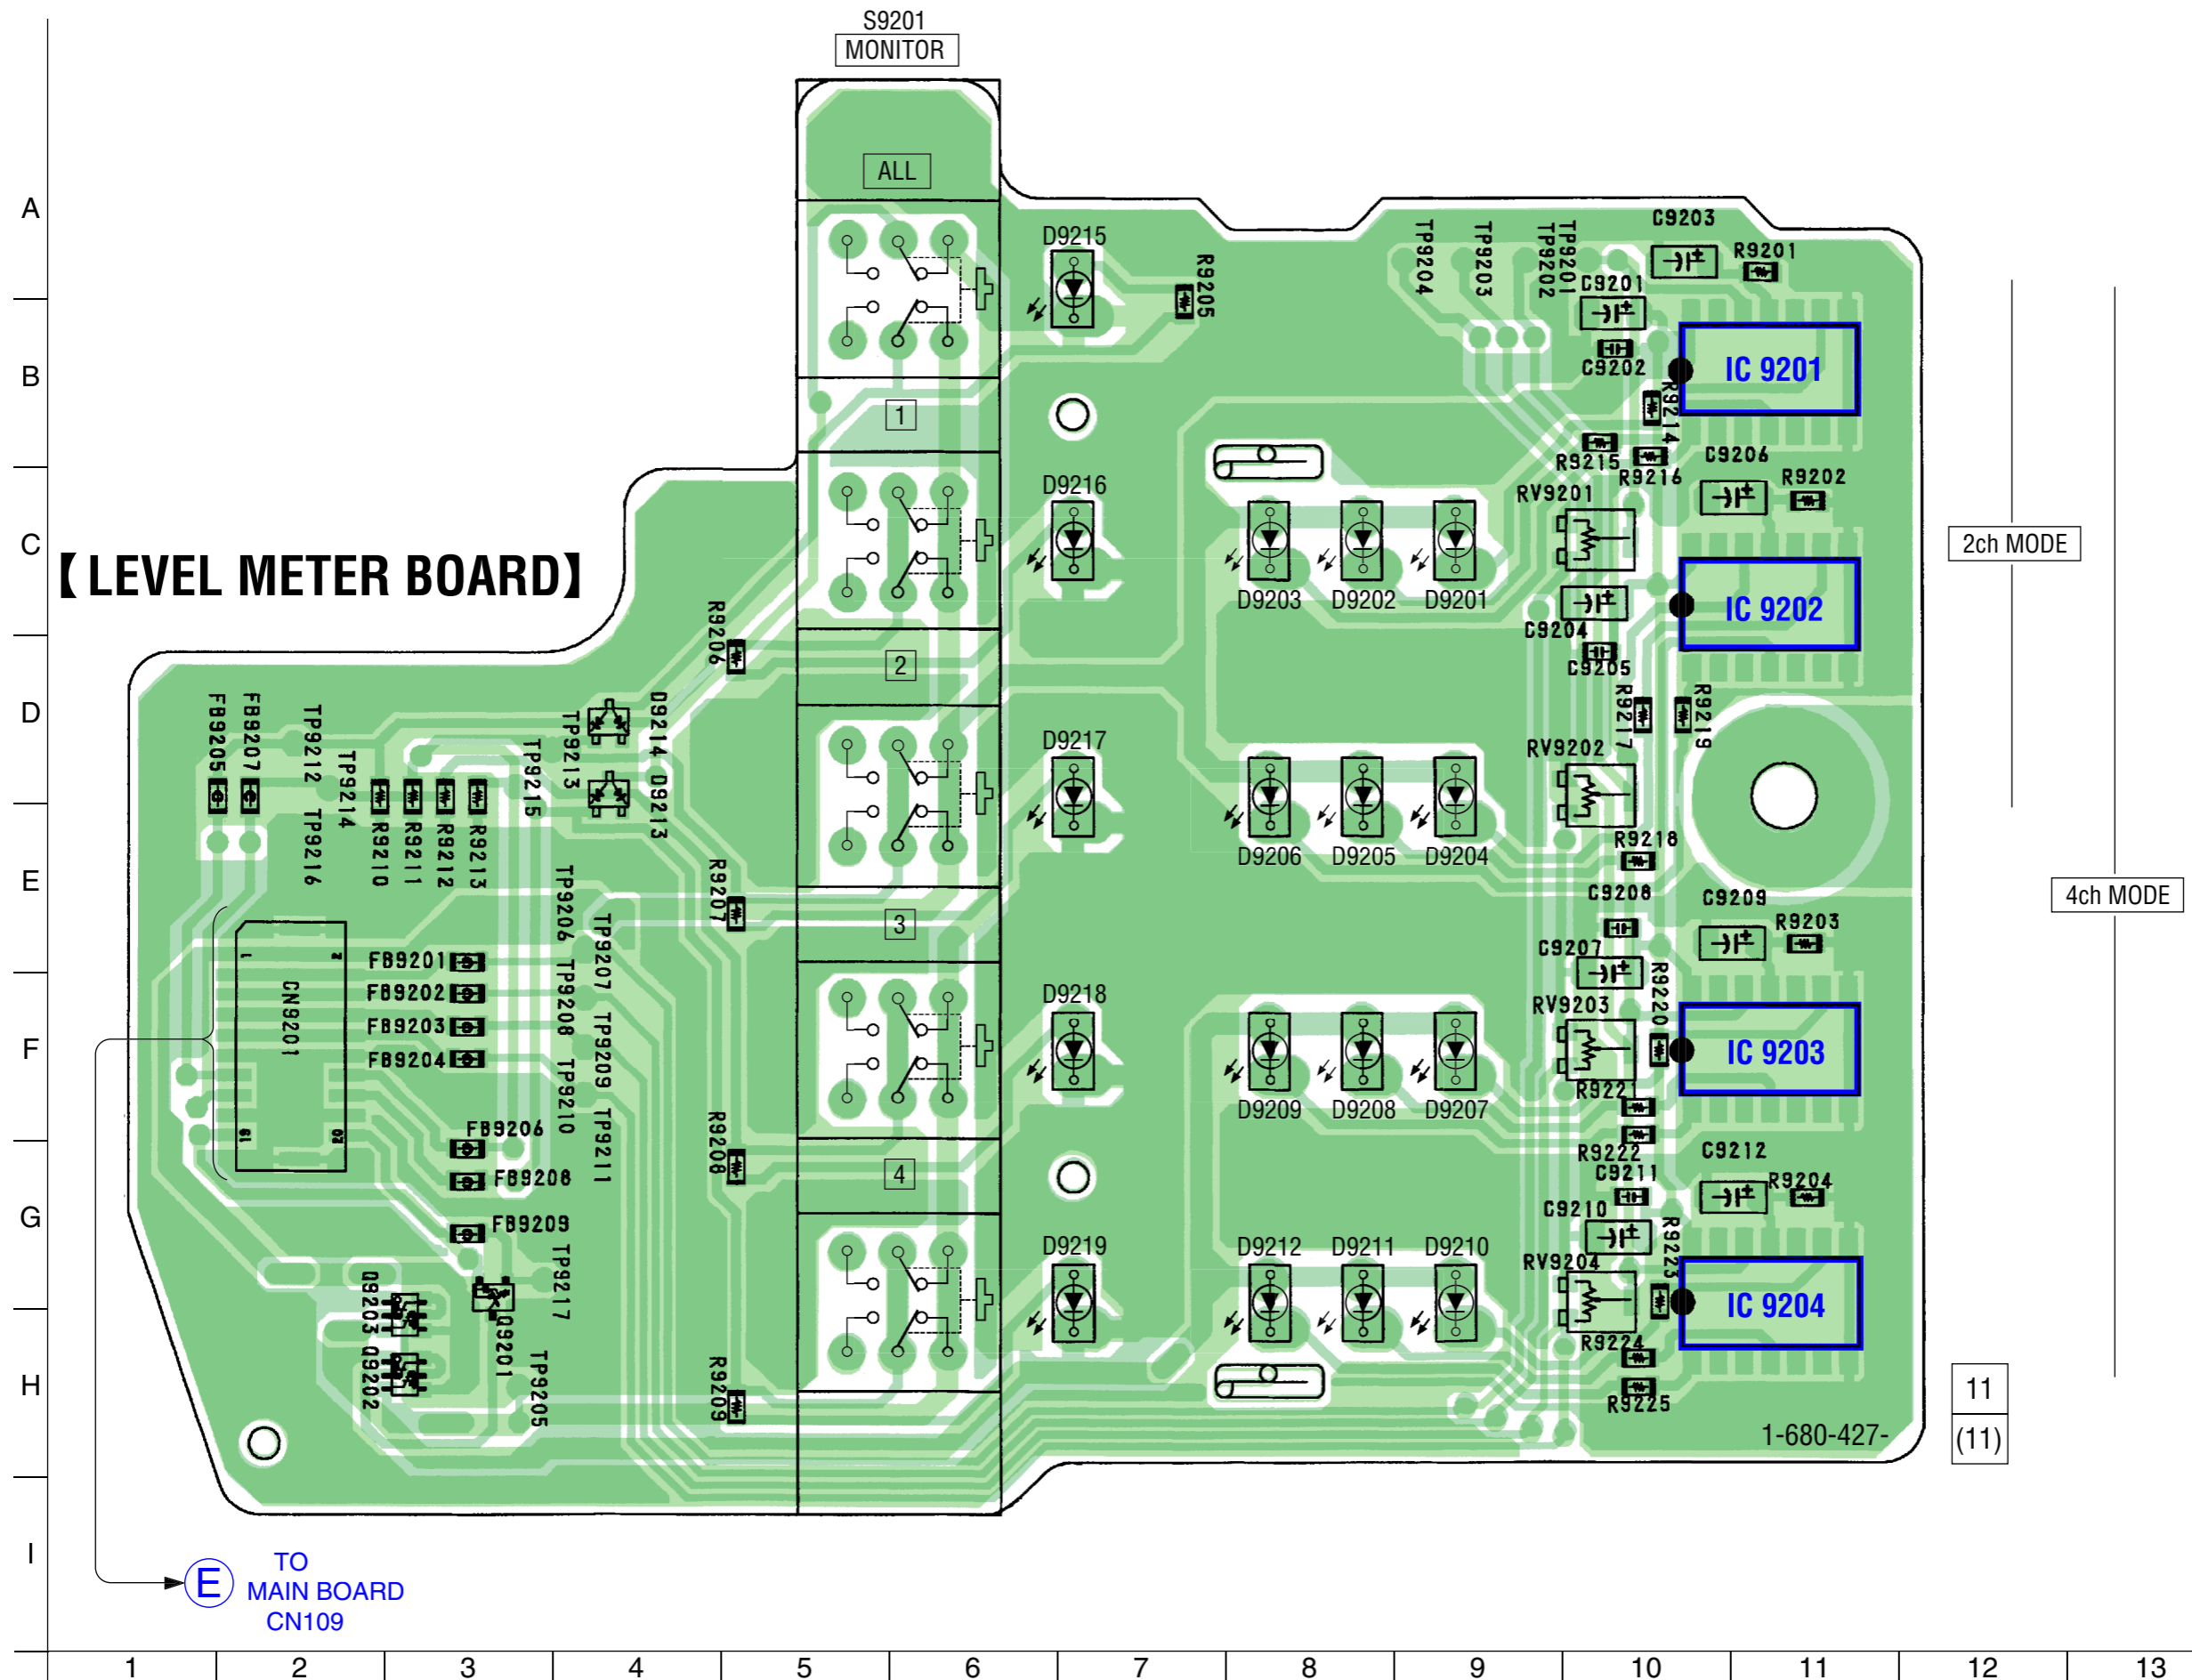 S9201
MONITOR
ALL
A
C9203
D9215
TP9204
TP9203
TP9202
TP9201
R9201
R9205
C9201
B
C9202
IC 9201
1
R9214
R9215
R9216
C9206
D9216
RV9201
R9202
C
【LEVEL METER BOARD】
2ch MODE
D9203
D9202
D9201
R9206
C9204
IC 9202
2
C9205
D
FB9205
FB9207
TP9212
TP9214
TP9215
TP9213
D9214
D9213
D9217
R9217
R9219
RV9202
TP9216
R9210
R9211
R9212
R9213
R9218
D9206
D9205
D9204
E
TP9206
TP9207
R9207
C9208
C9209
4ch MODE
3
R9203
C9207
1
2
FB9201
CN9201
FB9202
TP9208
D9218
R9220
RV9203
F
FB9203
FB9204
TP9209
TP9210
IC 9203
R9221
D9209
D9208
D9207
19
20
FB9206
TP9211
R9208
R9222
C9212
FB9208
4
C9211
R9204
G
C9210
FB9209
TP9217
D9219
D9212
D9211
D9210
R9223
RV9204
Q9203
IC 9204
Q9201
R9224
H
Q9202
TP9205
R9209
R9225
11
1-680-427-
(11)
I
E
TO
MAIN BOARD
CN109
1 2 3 4 5 6 7 8 9 10 11 12 13